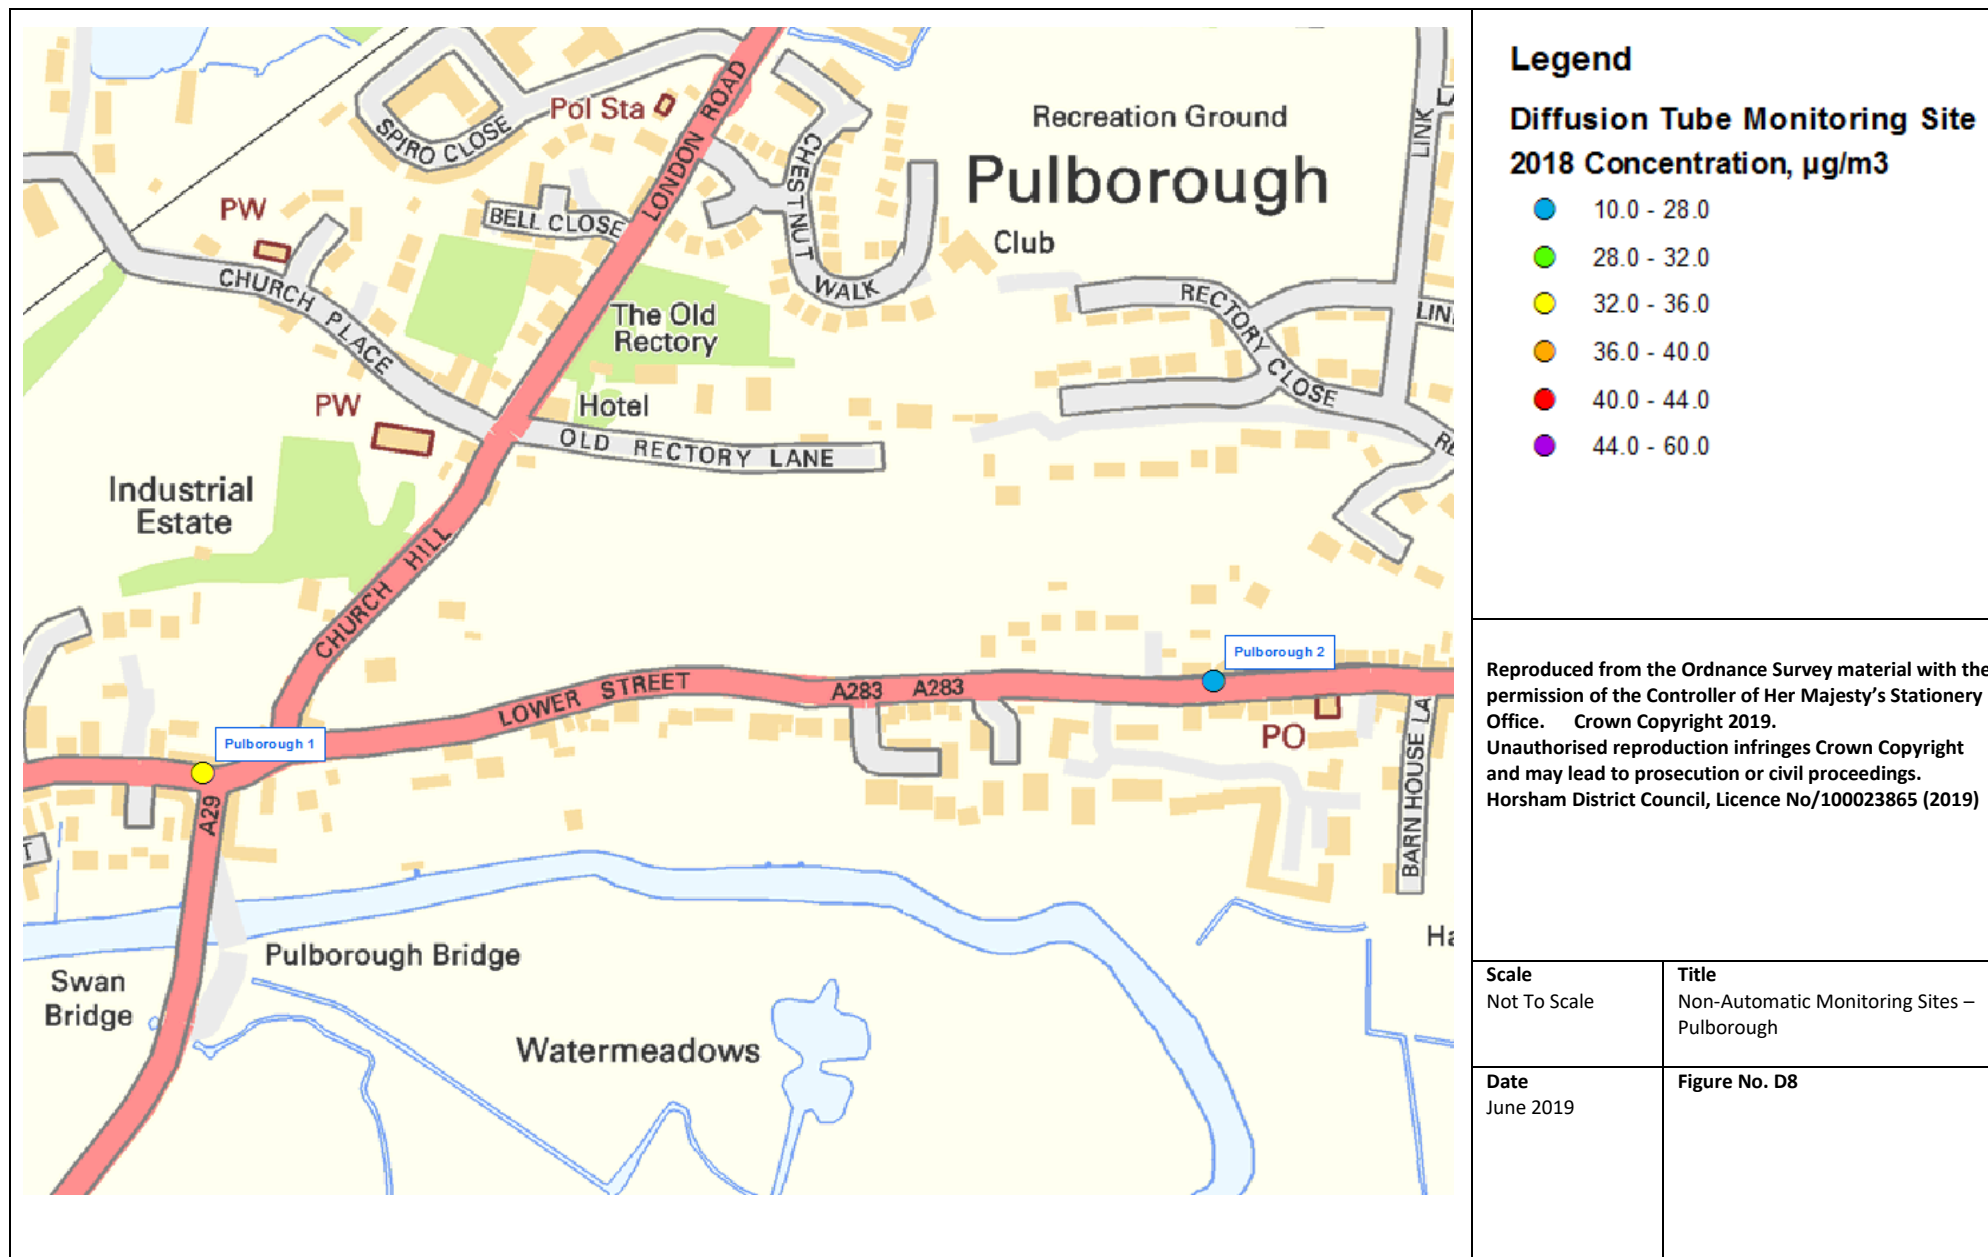 Pol Sta
SPIRO CLOSE
LONDON ROAD
CHESTNUT WALK
Recreation Ground
Pulborough
LINK
PW
BELL CLOSE
Club
CHURCH PLACE
The Old
Rectory
RECTORY CLOSE
PW
Hotel
OLD RECTORY LANE
Industrial
Estate
CHURCH HILL
Pulborough 2
LOWER STREET
A283 A283
Pulborough 1
PO
A29
BARN HOUSE LA
Pulborough Bridge
Swan
Bridge
Watermeadows
Legend
Diffusion Tube Monitoring Site
2018 Concentration, µg/m3
10.0 - 28.0
28.0 - 32.0
32.0 - 36.0
36.0 - 40.0
40.0 - 44.0
44.0 - 60.0
Reproduced from the Ordnance Survey material with the
permission of the Controller of Her Majesty's Stationery
Office. Crown Copyright 2019.
Unauthorised reproduction infringes Crown Copyright
and may lead to prosecution or civil proceedings.
Horsham District Council, Licence No/100023865 (2019)
Scale
Not To Scale
Title
Non-Automatic Monitoring Sites –
Pulborough
Date
June 2019
Figure No. D8